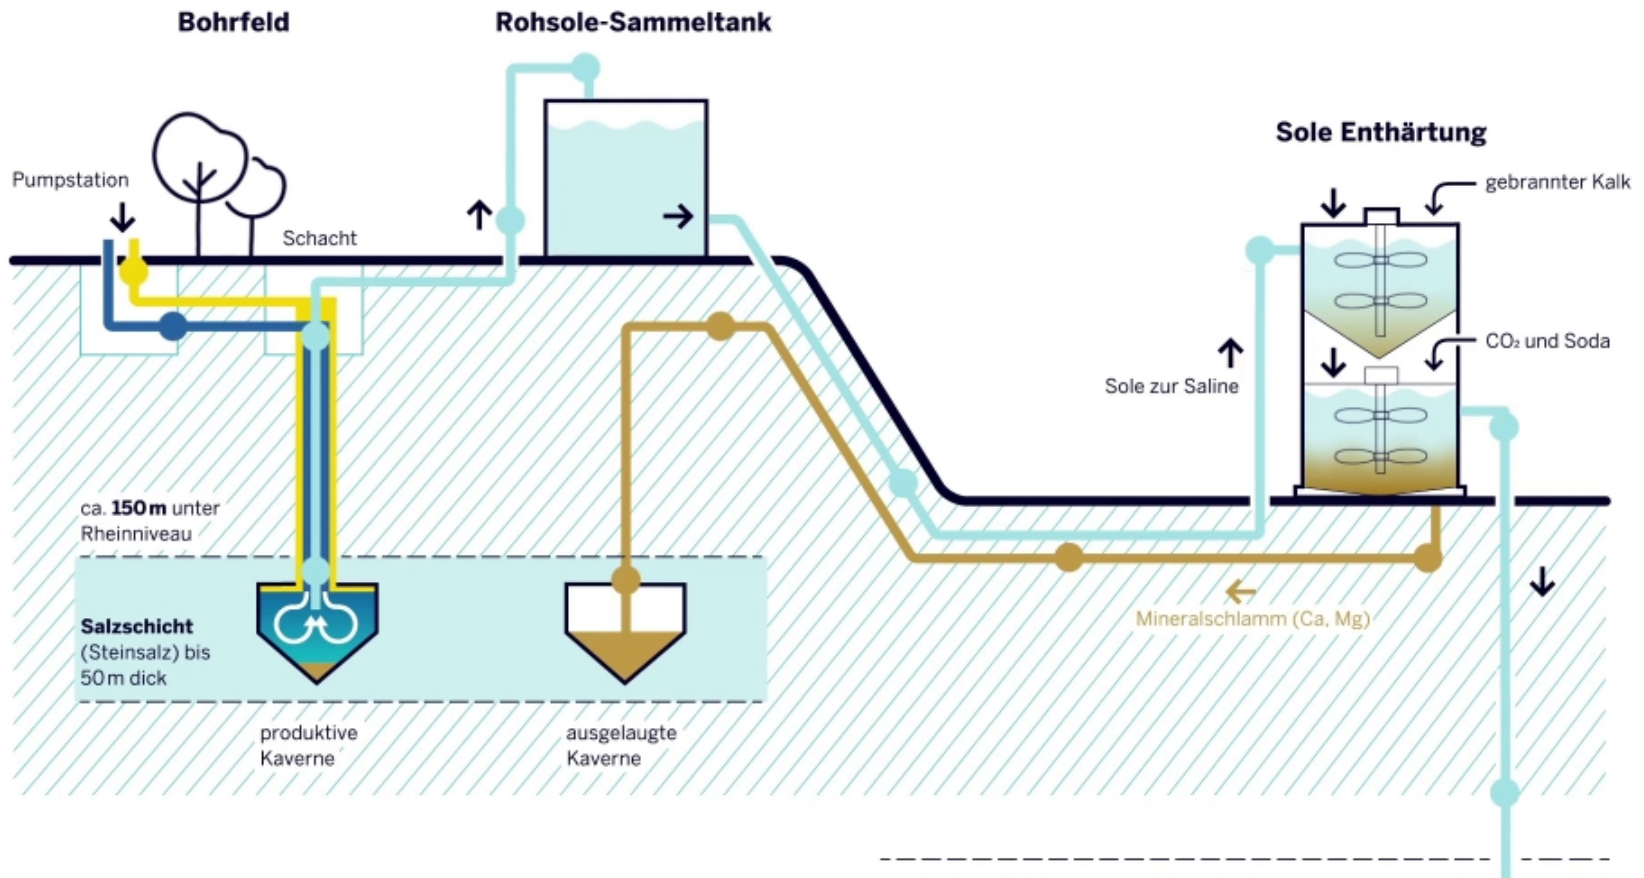 Bohrfeld
Rohsole-Sammeltank
Sole Enthärtung
Pumpstation
gebrannter Kalk
Schacht
CO₂ und Soda
Sole zur Saline
ca. 150 m unter
Rheinniveau
Salzschicht
(Steinsalz) bis
50 m dick
Mineralschlamm (Ca, Mg)
produktive
Kaverne
ausgelaugte
Kaverne